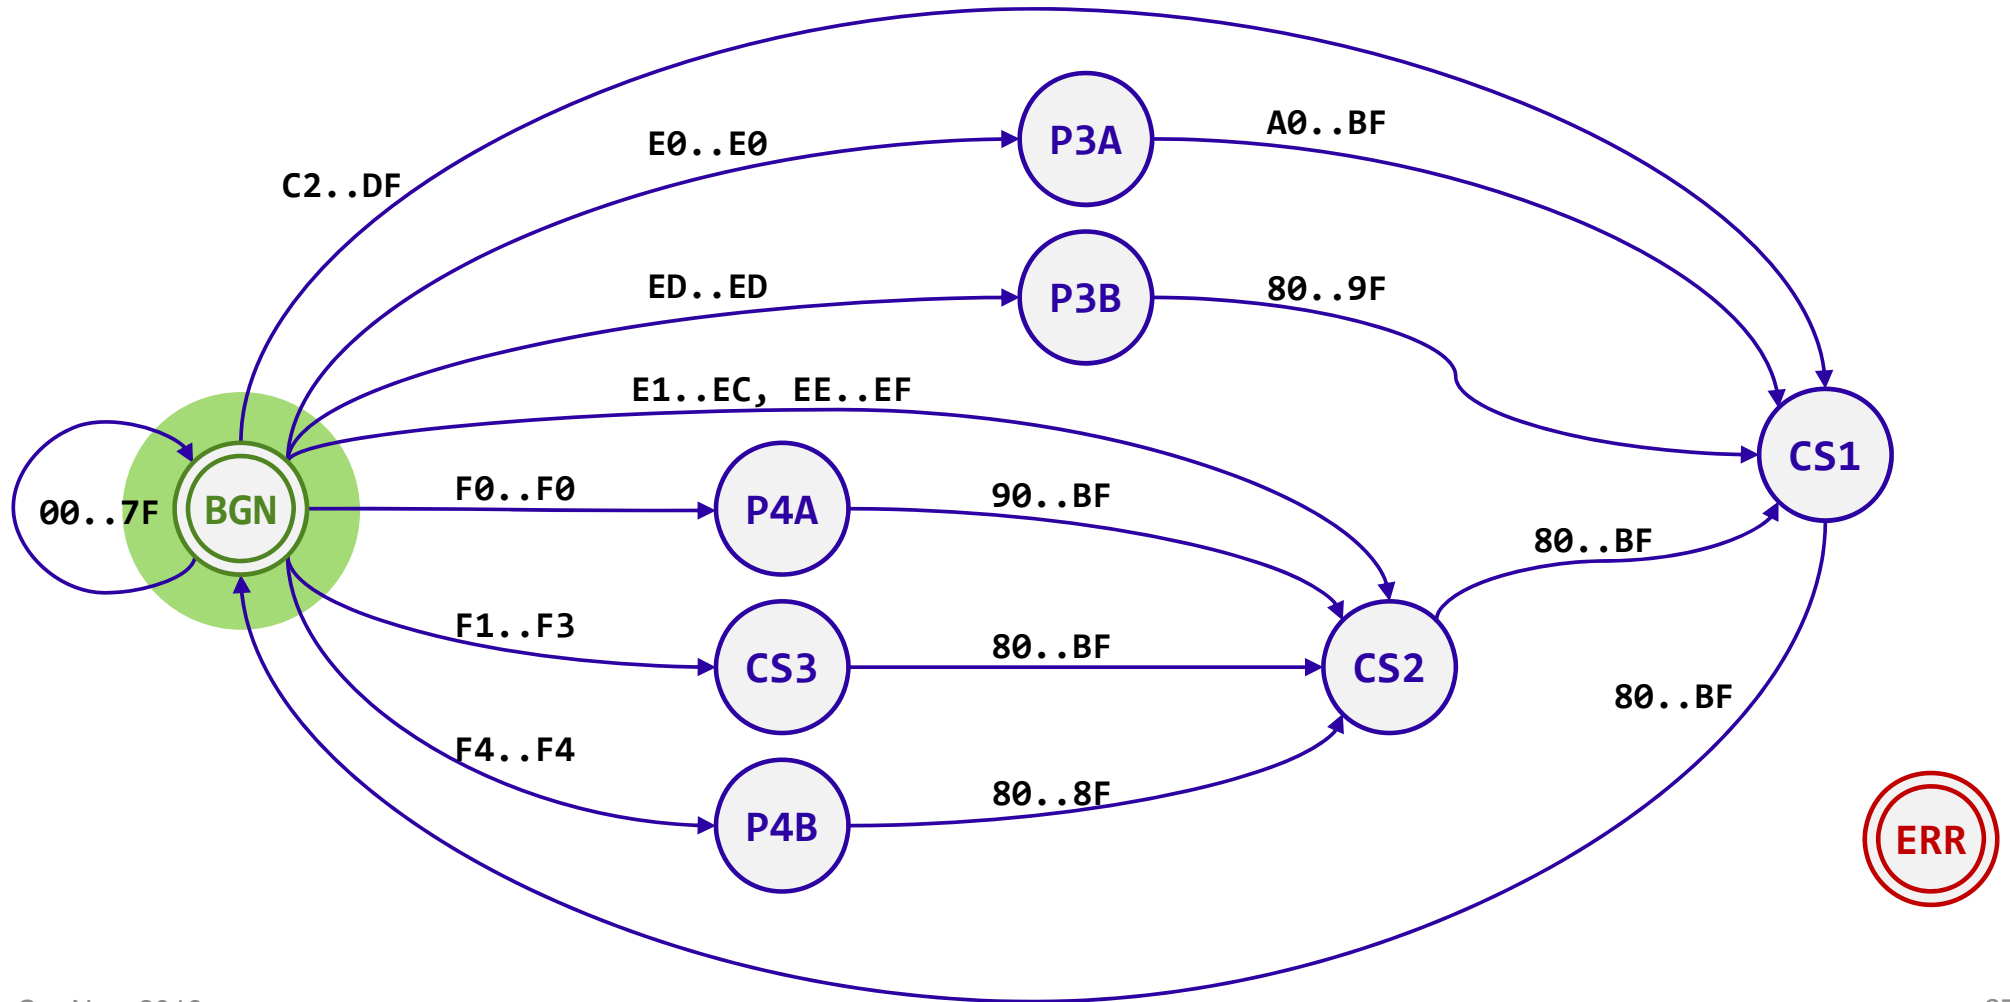 P3A
A0..BF
E0..E0
C2..DF
ED..ED
P3B
80..9F
E1..EC, EE..EF
CS1
F0..F0
P4A
90..BF
00..7F
BGN
80..BF
F1..F3
CS3
80..BF
CS2
80..BF
F4..F4
80..8F
P4B
ERR